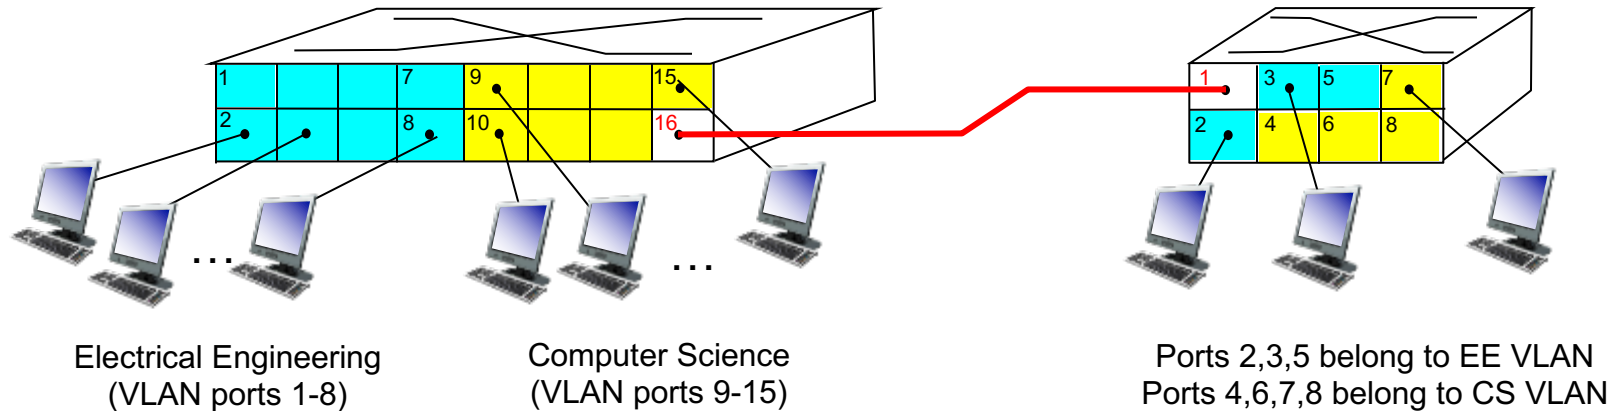 1 7 9 15
2 8 10 16
1 3 5 7
2 4 6 8
... ...
Electrical Engineering
(VLAN ports 1-8)
Computer Science
(VLAN ports 9-15)
Ports 2,3,5 belong to EE VLAN
Ports 4,6,7,8 belong to CS VLAN